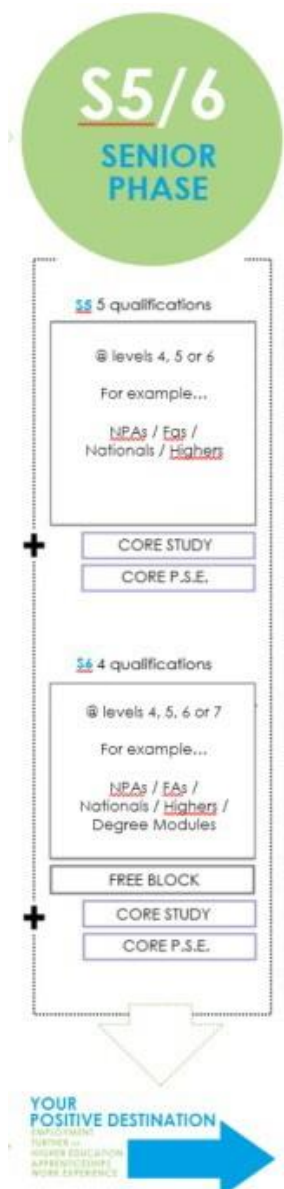 S5/6
SENIOR
PHASE
S5 5 qualifications
@ levels 4, 5 or 6
For example...
NPAs / Fas /
Nationals / Highers
+
CORE STUDY
CORE P.S.E.
S6 4 qualifications
@ levels 4, 5, 6 or 7
For example...
NPAs / FAs /
Nationals / Highers /
Degree Modules
FREE BLOCK
+
CORE STUDY
CORE P.S.E.
YOUR
POSITIVE DESTINATION
EMPLOYMENT
FURTHER or
HIGHER EDUCATION
APPRENTICESHIPS
WORK EXPERIENCE